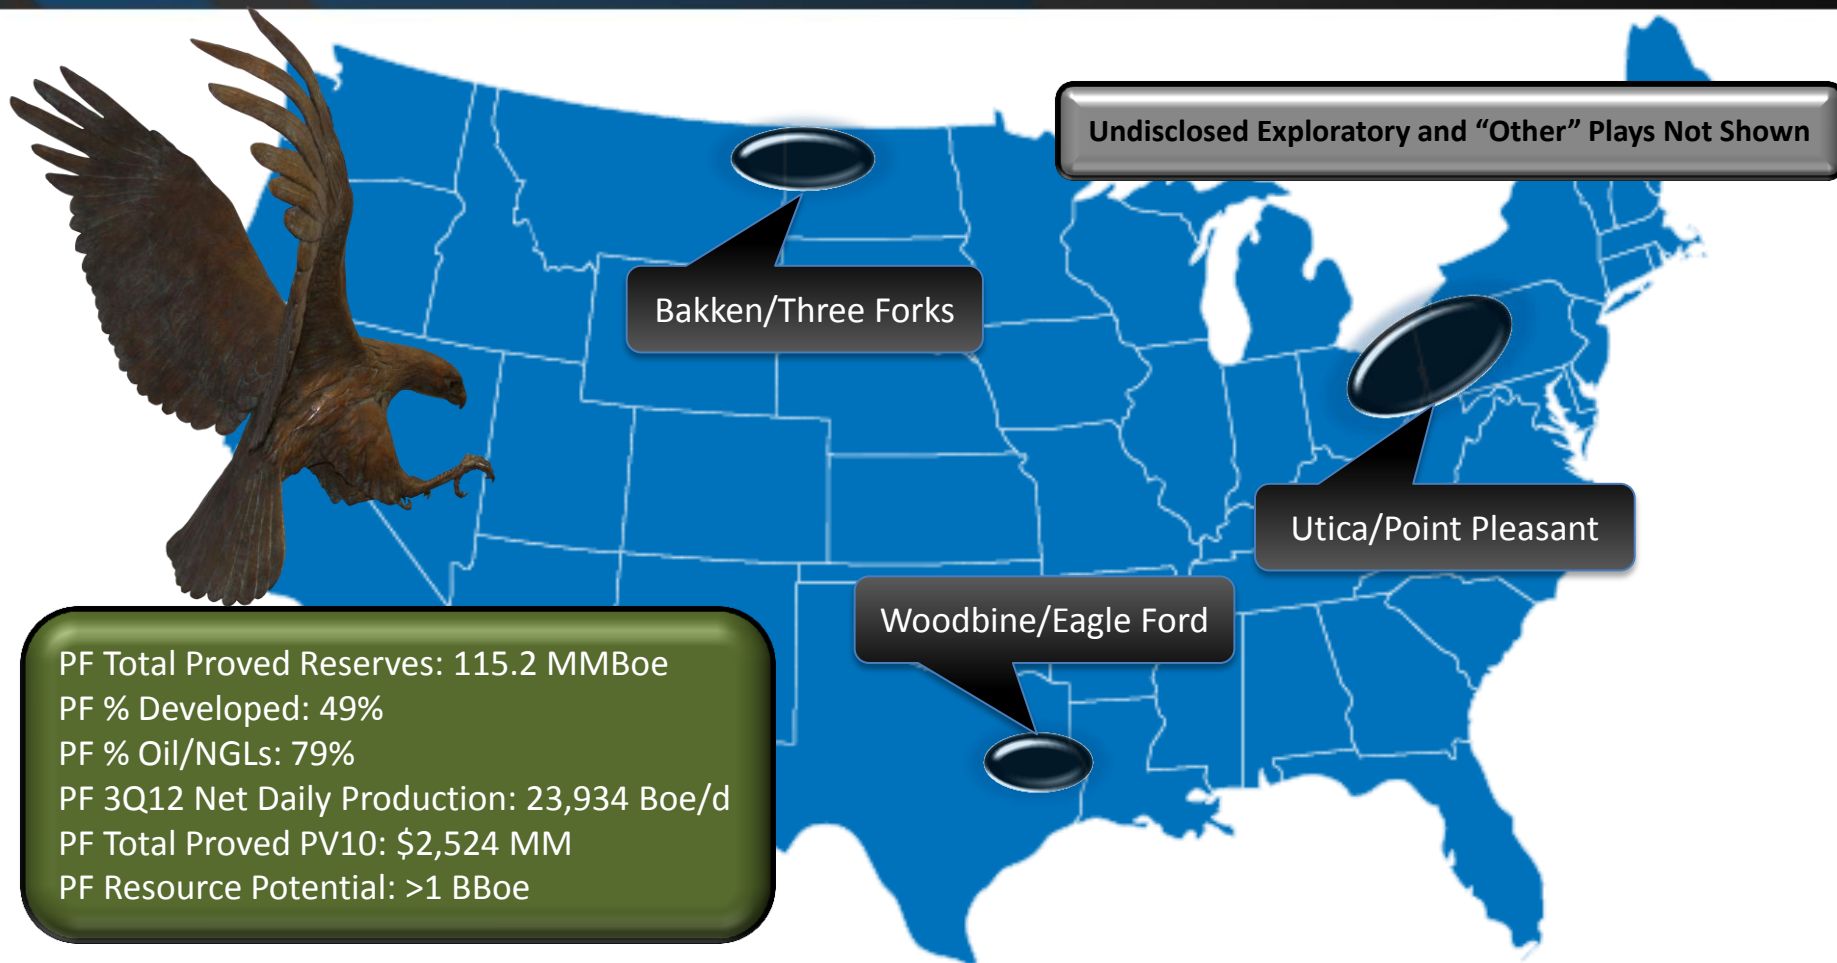 Undisclosed Exploratory and “Other” Plays Not Shown
Bakken/Three Forks
Utica/Point Pleasant
Woodbine/Eagle Ford
PF Total Proved Reserves: 115.2 MMBoe
PF % Developed: 49%
PF % Oil/NGLs: 79%
PF 3Q12 Net Daily Production: 23,934 Boe/d
PF Total Proved PV10: $2,524 MM
PF Resource Potential: >1 BBoe